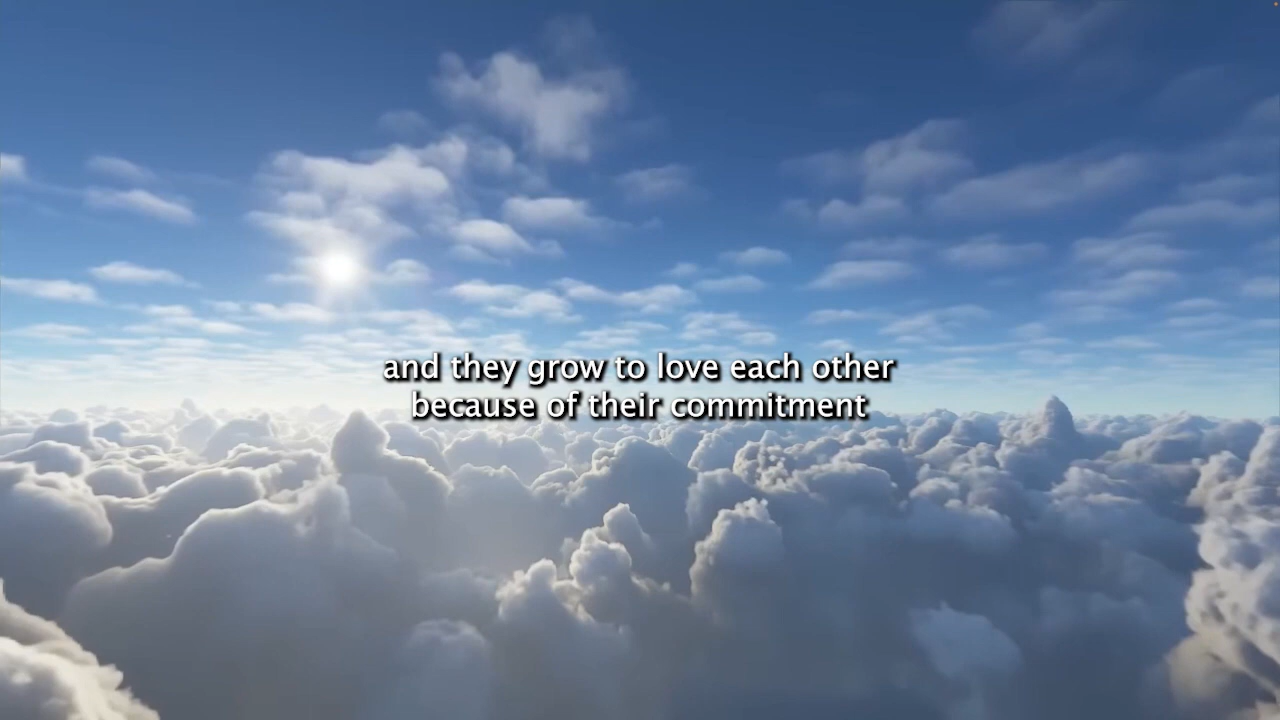 and they grow to love each other
because of their commitment